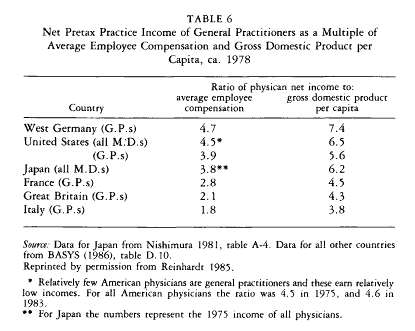 TABLE 6
Net Pretax Practice Income of General Practitioners as a Multiple of
Average Employee Compensation and Gross Domestic Product per
Capita, ca. 1978
Ratio of physican net income to:
Country average employee compensation gross domestic product per capita
West Germany (G.P.s) 4.7 7.4
United States (all M.D.s) 4.5* 6.5
(G.P.s) 3.9 5.6
Japan (all M.D.s) 3.8** 6.2
France (G.P.s) 2.8 4.5
Great Britain (G.P.s) 2.1 4.3
Italy (G.P.s) 1.8 3.8
Source: Data for Japan from Nishimura 1981, table A-4. Data for all other countries
from BASYS (1986), table D.10.
Reprinted by permission from Reinhardt 1985.
* Relatively few American physicians are general practitioners and these earn relatively
low incomes. For all American physicians the ratio was 4.5 in 1975, and 4.6 in
1983.
** For Japan the numbers represent the 1975 income of all physicians.